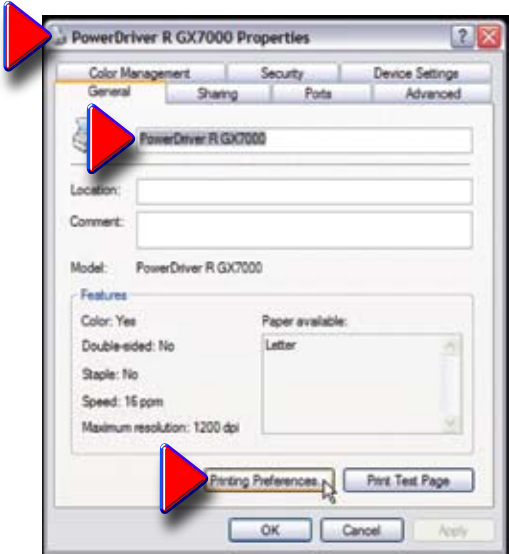 PowerDriver R GX7000 Properties
Color Management Security Device Settings
General Sharing Ports Advanced
PowerDriver R GX7000
Location:
Comment:
Model: PowerDriver R GX7000
Features
Color: Yes Paper available:
Double-sided: No Letter
Staple: No
Speed: 16 ppm
Maximum resolution: 1200 dpi
Printing Preferences... Print Test Page
OK Cancel Apply